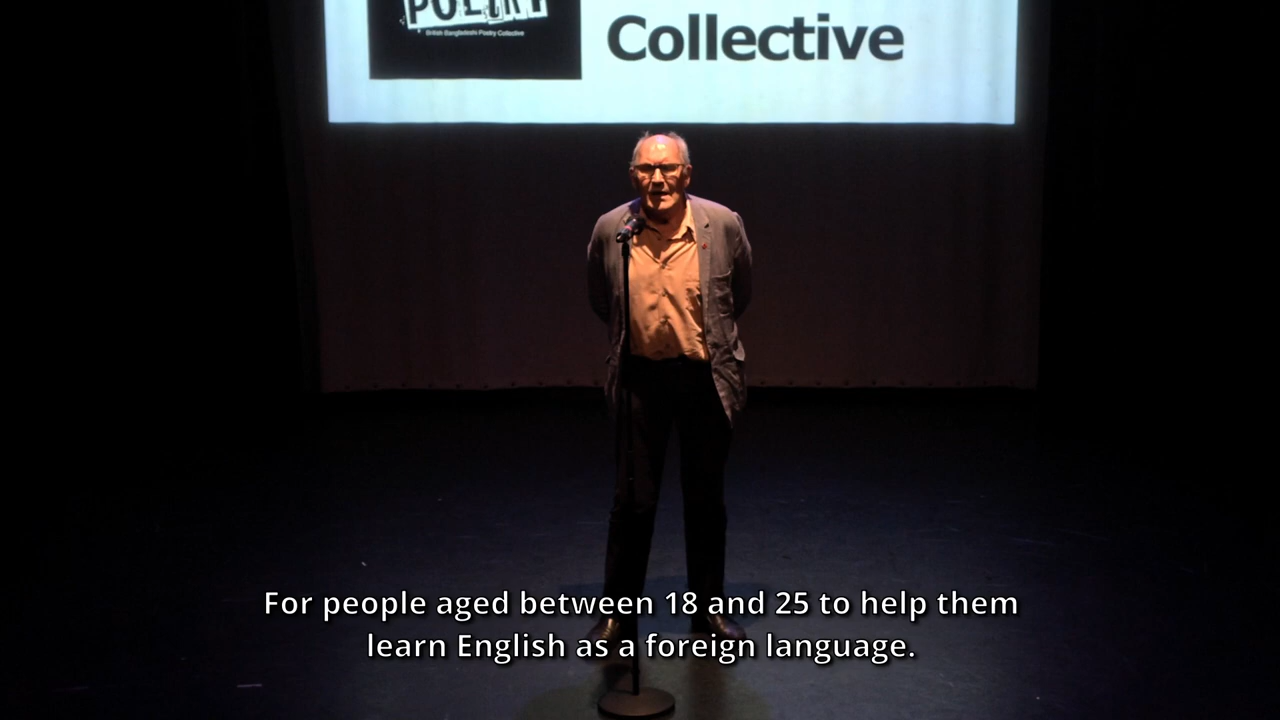 POETRY
British Bangladeshi Poetry Collective
Collective
For people aged between 18 and 25 to help them
learn English as a foreign language.